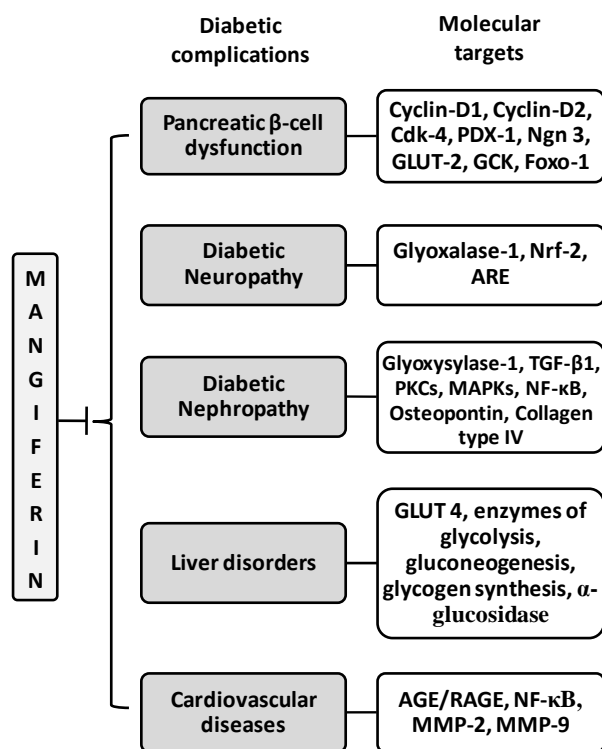 Diabetic
complications
Molecular
targets
MANGIFERIN
Pancreatic β-cell
dysfunction
Cyclin-D1, Cyclin-D2,
Cdk-4, PDX-1, Ngn 3,
GLUT-2, GCK, Foxo-1
Diabetic
Neuropathy
Glyoxalase-1, Nrf-2,
ARE
Diabetic
Nephropathy
Glyoxysylase-1, TGF-β1,
PKCs, MAPKs, NF-κB,
Osteopontin, Collagen
type IV
Liver disorders
GLUT 4, enzymes of
glycolysis,
gluconeogenesis,
glycogen synthesis, α-
glucosidase
Cardiovascular
diseases
AGE/RAGE, NF-κB,
MMP-2, MMP-9